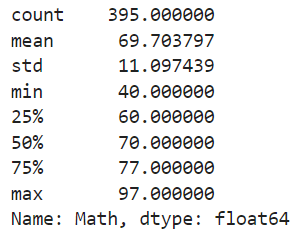 count    395.000000
mean      69.703797
std       11.097439
min       40.000000
25%       60.000000
50%       70.000000
75%       77.000000
max       97.000000
Name: Math, dtype: float64